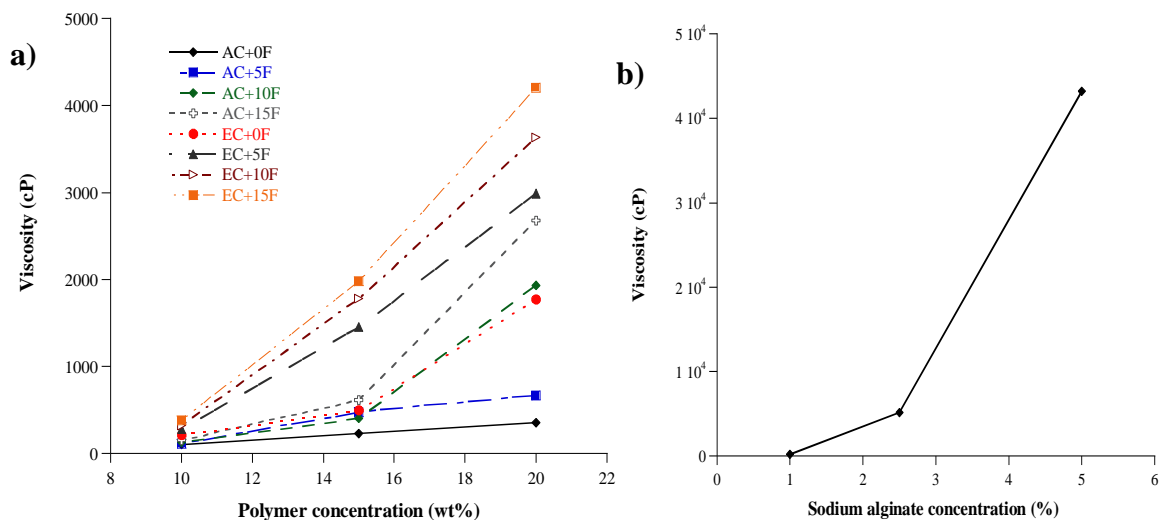 a)
Viscosity (cP)
5000
4000
3000
2000
1000
0
AC+0F
AC+5F
AC+10F
AC+15F
EC+0F
EC+5F
EC+10F
EC+15F
8 10 12 14 16 18 20 22
Polymer concentration (wt%)
b)
Viscosity (cP)
5 10⁴
4 10⁴
3 10⁴
2 10⁴
1 10⁴
0
0 1 2 3 4 5 6
Sodium alginate concentration (%)